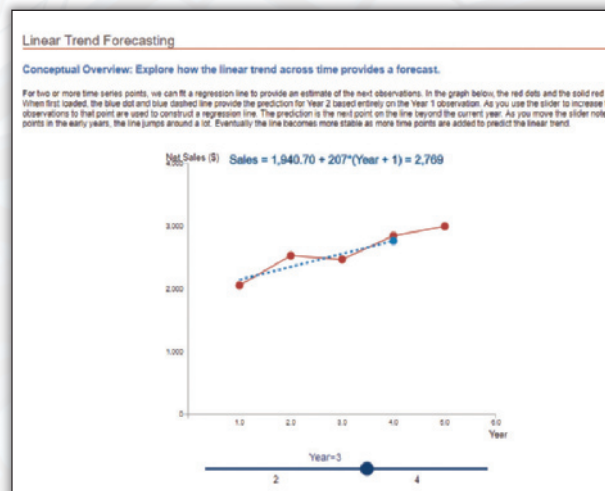 Linear Trend Forecasting
Conceptual Overview: Explore how the linear trend across time provides a forecast.
For two or more time series points, we can fit a regression line to provide an estimate of the next observations. In the graph below, the red dots and the solid red
When first loaded, the blue dot and blue dashed line provide the prediction for Year 2 based entirely on the Year 1 observation. As you use the slider to increase
observations to that point are used to construct a regression line. The prediction is the next point on the line beyond the current year. As you move the slider note
points in the early years, the line jumps around a lot. Eventually the line becomes more stable as more time points are added to predict the linear trend.
Net Sales ($) Sales = 1,940.70 + 207*(Year + 1) = 2,769
4,000
3,000
2,000
1,000
0
1.0 2.0 3.0 4.0 5.0 6.0
Year
Year=3
2 4